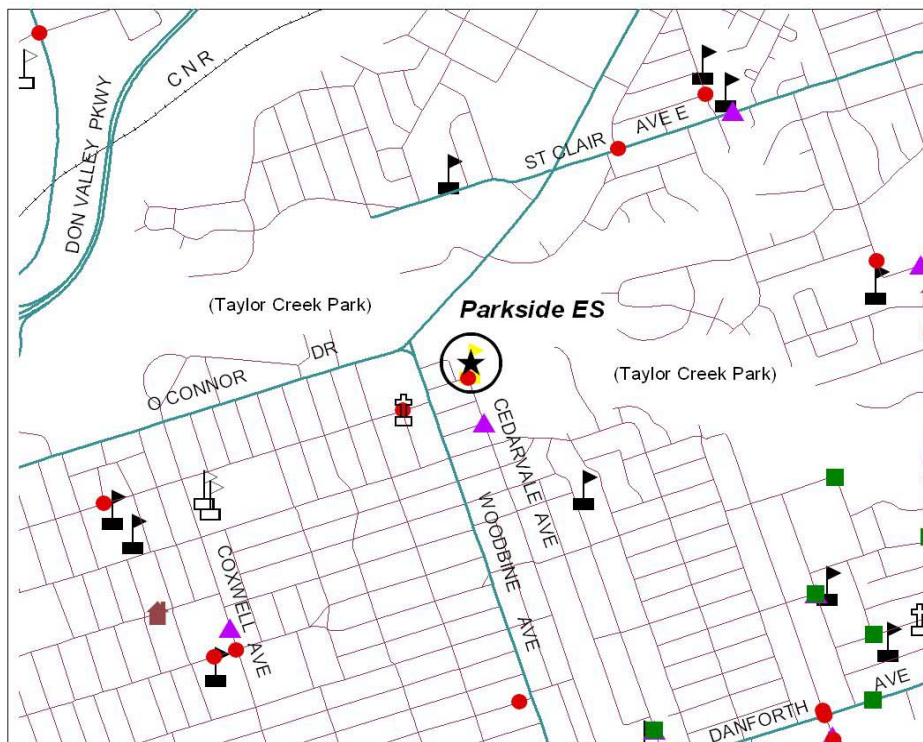 CNR
DON VALLEY PKWY
ST CLAIR AVE E
(Taylor Creek Park)
Parkside ES
O CONNOR DR
(Taylor Creek Park)
CEDARVALE AVE
WOODBINE AVE
COXWELL AVE
DANFORTH AVE